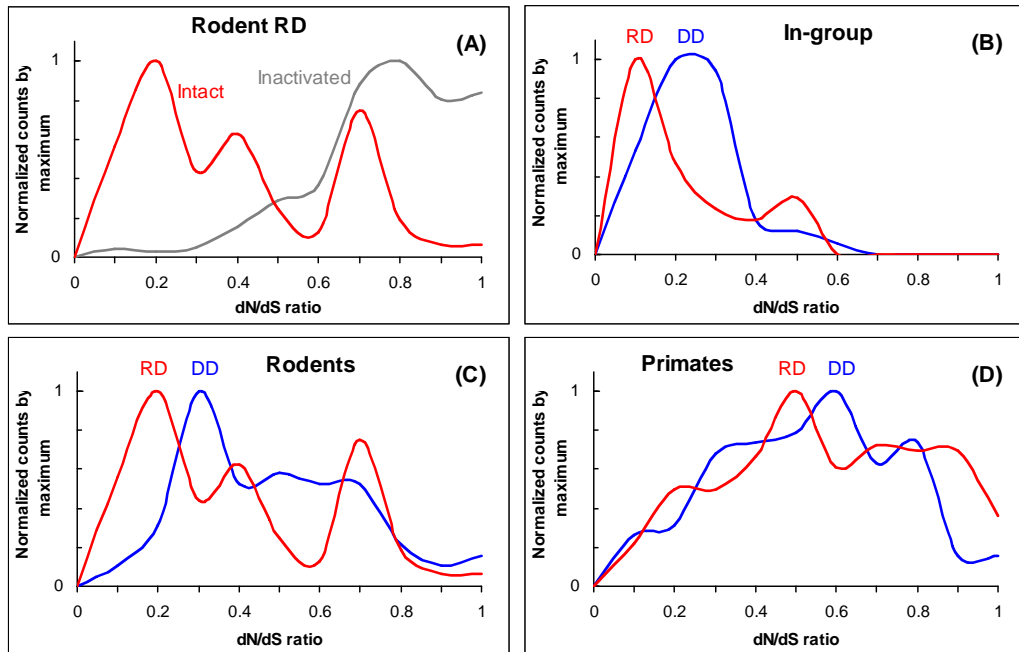 Rodent RD
(A)
Normalized counts by
maximum
1
0
Intact
Inactivated
0 0.2 0.4 0.6 0.8 1
dN/dS ratio
In-group
(B)
Normalized counts by
maximum
1
0
RD DD
0 0.2 0.4 0.6 0.8 1
dN/dS ratio
Rodents
(C)
Normalized counts by
maximum
1
0
RD DD
0 0.2 0.4 0.6 0.8 1
dN/dS ratio
Primates
(D)
Normalized counts by
maximum
1
0
RD DD
0 0.2 0.4 0.6 0.8 1
dN/dS ratio